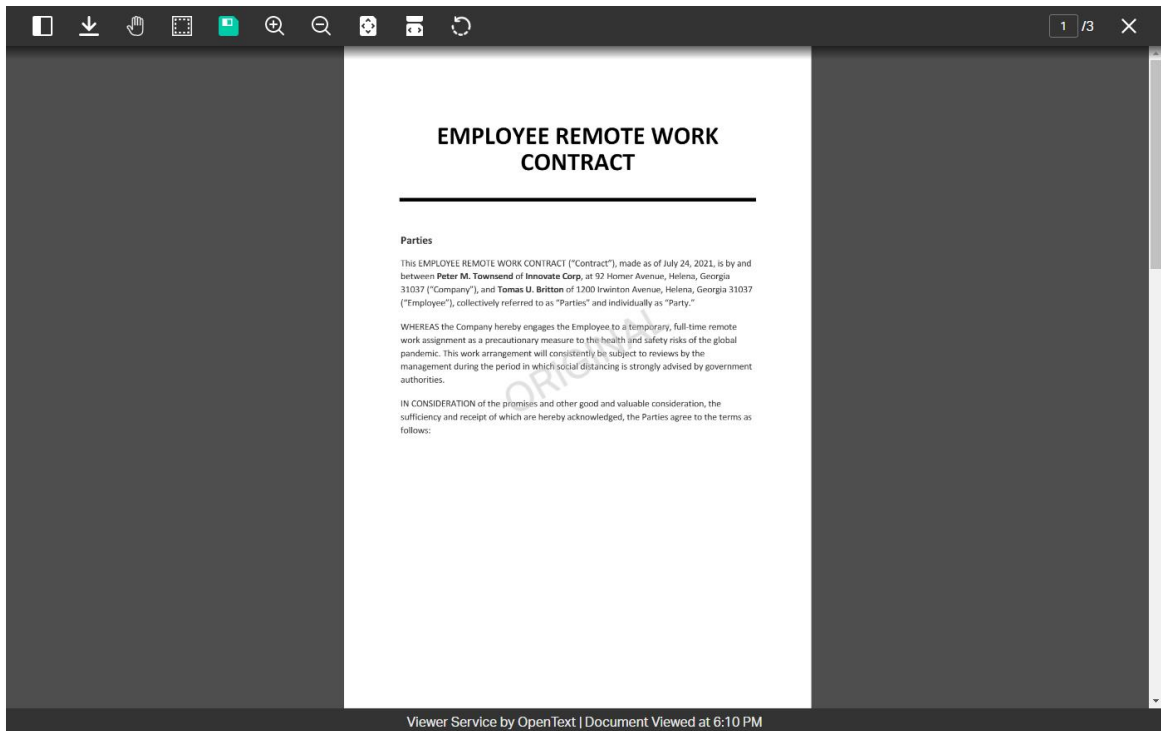 1 /3
EMPLOYEE REMOTE WORK
CONTRACT
Parties
This EMPLOYEE REMOTE WORK CONTRACT (“Contract”), made as of July 24, 2021, is by and
between Peter M. Townsend of Innovate Corp, at 92 Homer Avenue, Helena, Georgia
31037 (“Company”), and Tomas U. Britton of 1200 Irwinton Avenue, Helena, Georgia 31037
(“Employee”), collectively referred to as “Parties” and individually as “Party.”
WHEREAS the Company hereby engages the Employee to a temporary, full-time remote
work assignment as a precautionary measure to the health and safety risks of the global
pandemic. This work arrangement will consistently be subject to reviews by the
management during the period in which social distancing is strongly advised by government
authorities.
IN CONSIDERATION of the promises and other good and valuable consideration, the
sufficiency and receipt of which are hereby acknowledged, the Parties agree to the terms as
follows:
ORIGINAL
Viewer Service by OpenText | Document Viewed at 6:10 PM